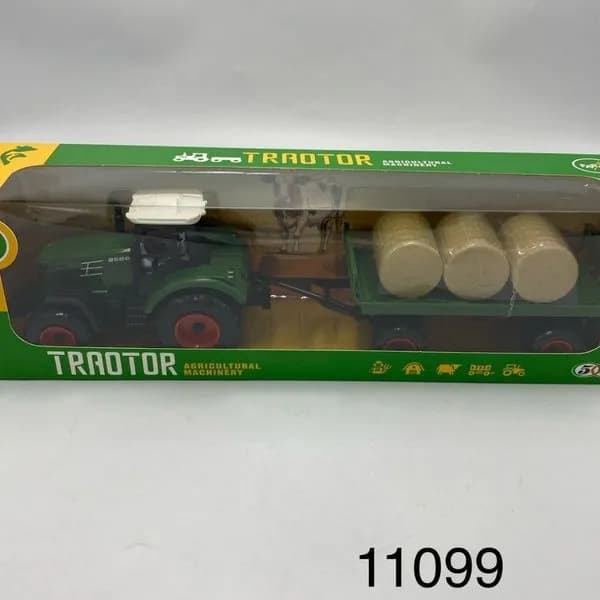 TRAOTOR
AGRICULTURAL
MACHINERY
TRAOTOR
AGRICULTURAL
MACHINERY
11099